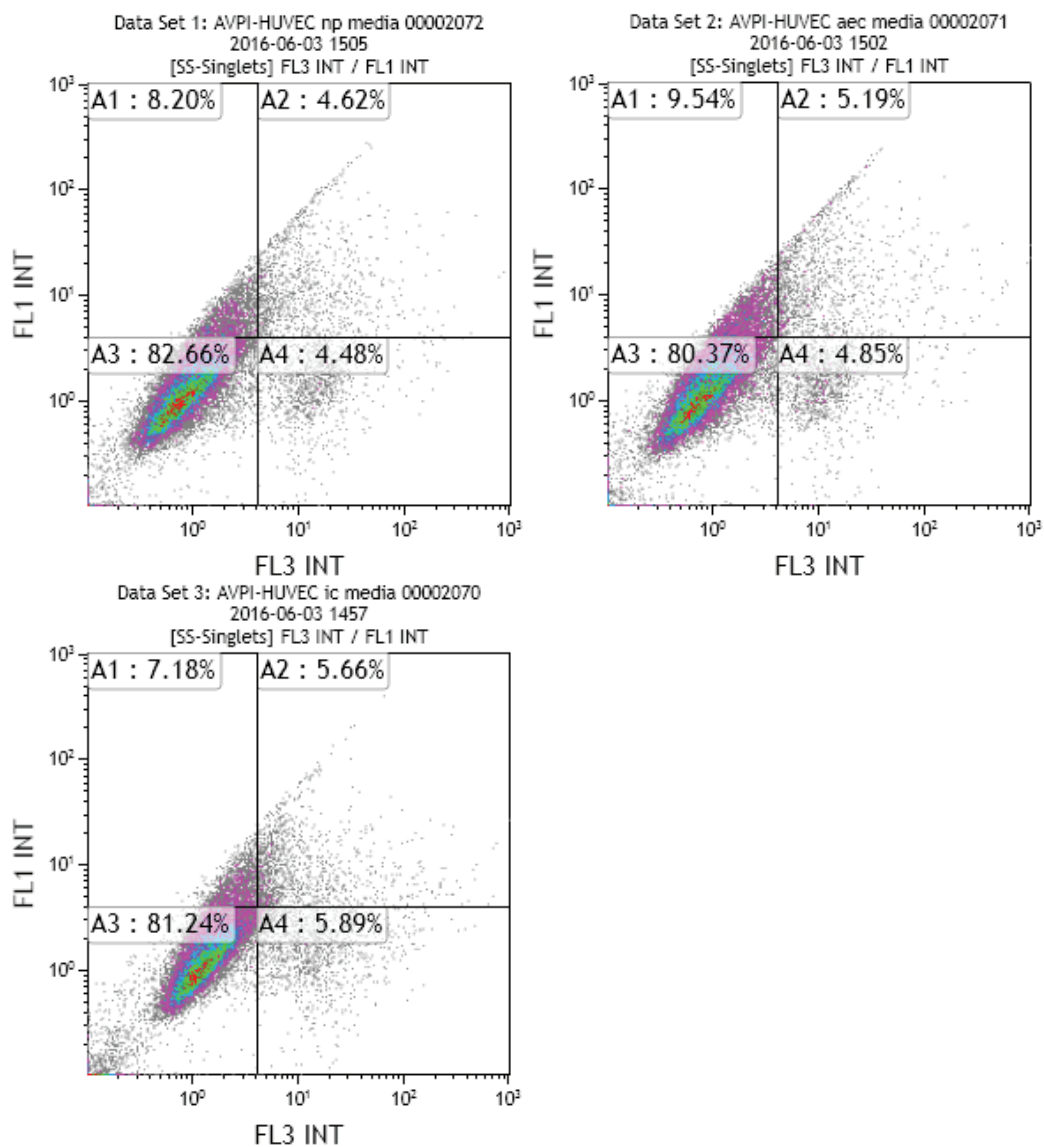 Data Set 1: AVPI-HUVEC np media 00002072
2016-06-03 1505
[SS-Singlets] FL3 INT / FL1 INT
10³
A1 : 8.20%
A2 : 4.62%
10²
FL1 INT
10¹
A3 : 82.66%
A4 : 4.48%
10⁰
10⁰ 10¹ 10² 10³
FL3 INT
Data Set 2: AVPI-HUVEC aec media 00002071
2016-06-03 1502
[SS-Singlets] FL3 INT / FL1 INT
10³
A1 : 9.54%
A2 : 5.19%
10²
FL1 INT
10¹
A3 : 80.37%
A4 : 4.85%
10⁰
10⁰ 10¹ 10² 10³
FL3 INT
Data Set 3: AVPI-HUVEC ic media 00002070
2016-06-03 1457
[SS-Singlets] FL3 INT / FL1 INT
10³
A1 : 7.18%
A2 : 5.66%
10²
FL1 INT
10¹
A3 : 81.24%
A4 : 5.89%
10⁰
10⁰ 10¹ 10² 10³
FL3 INT